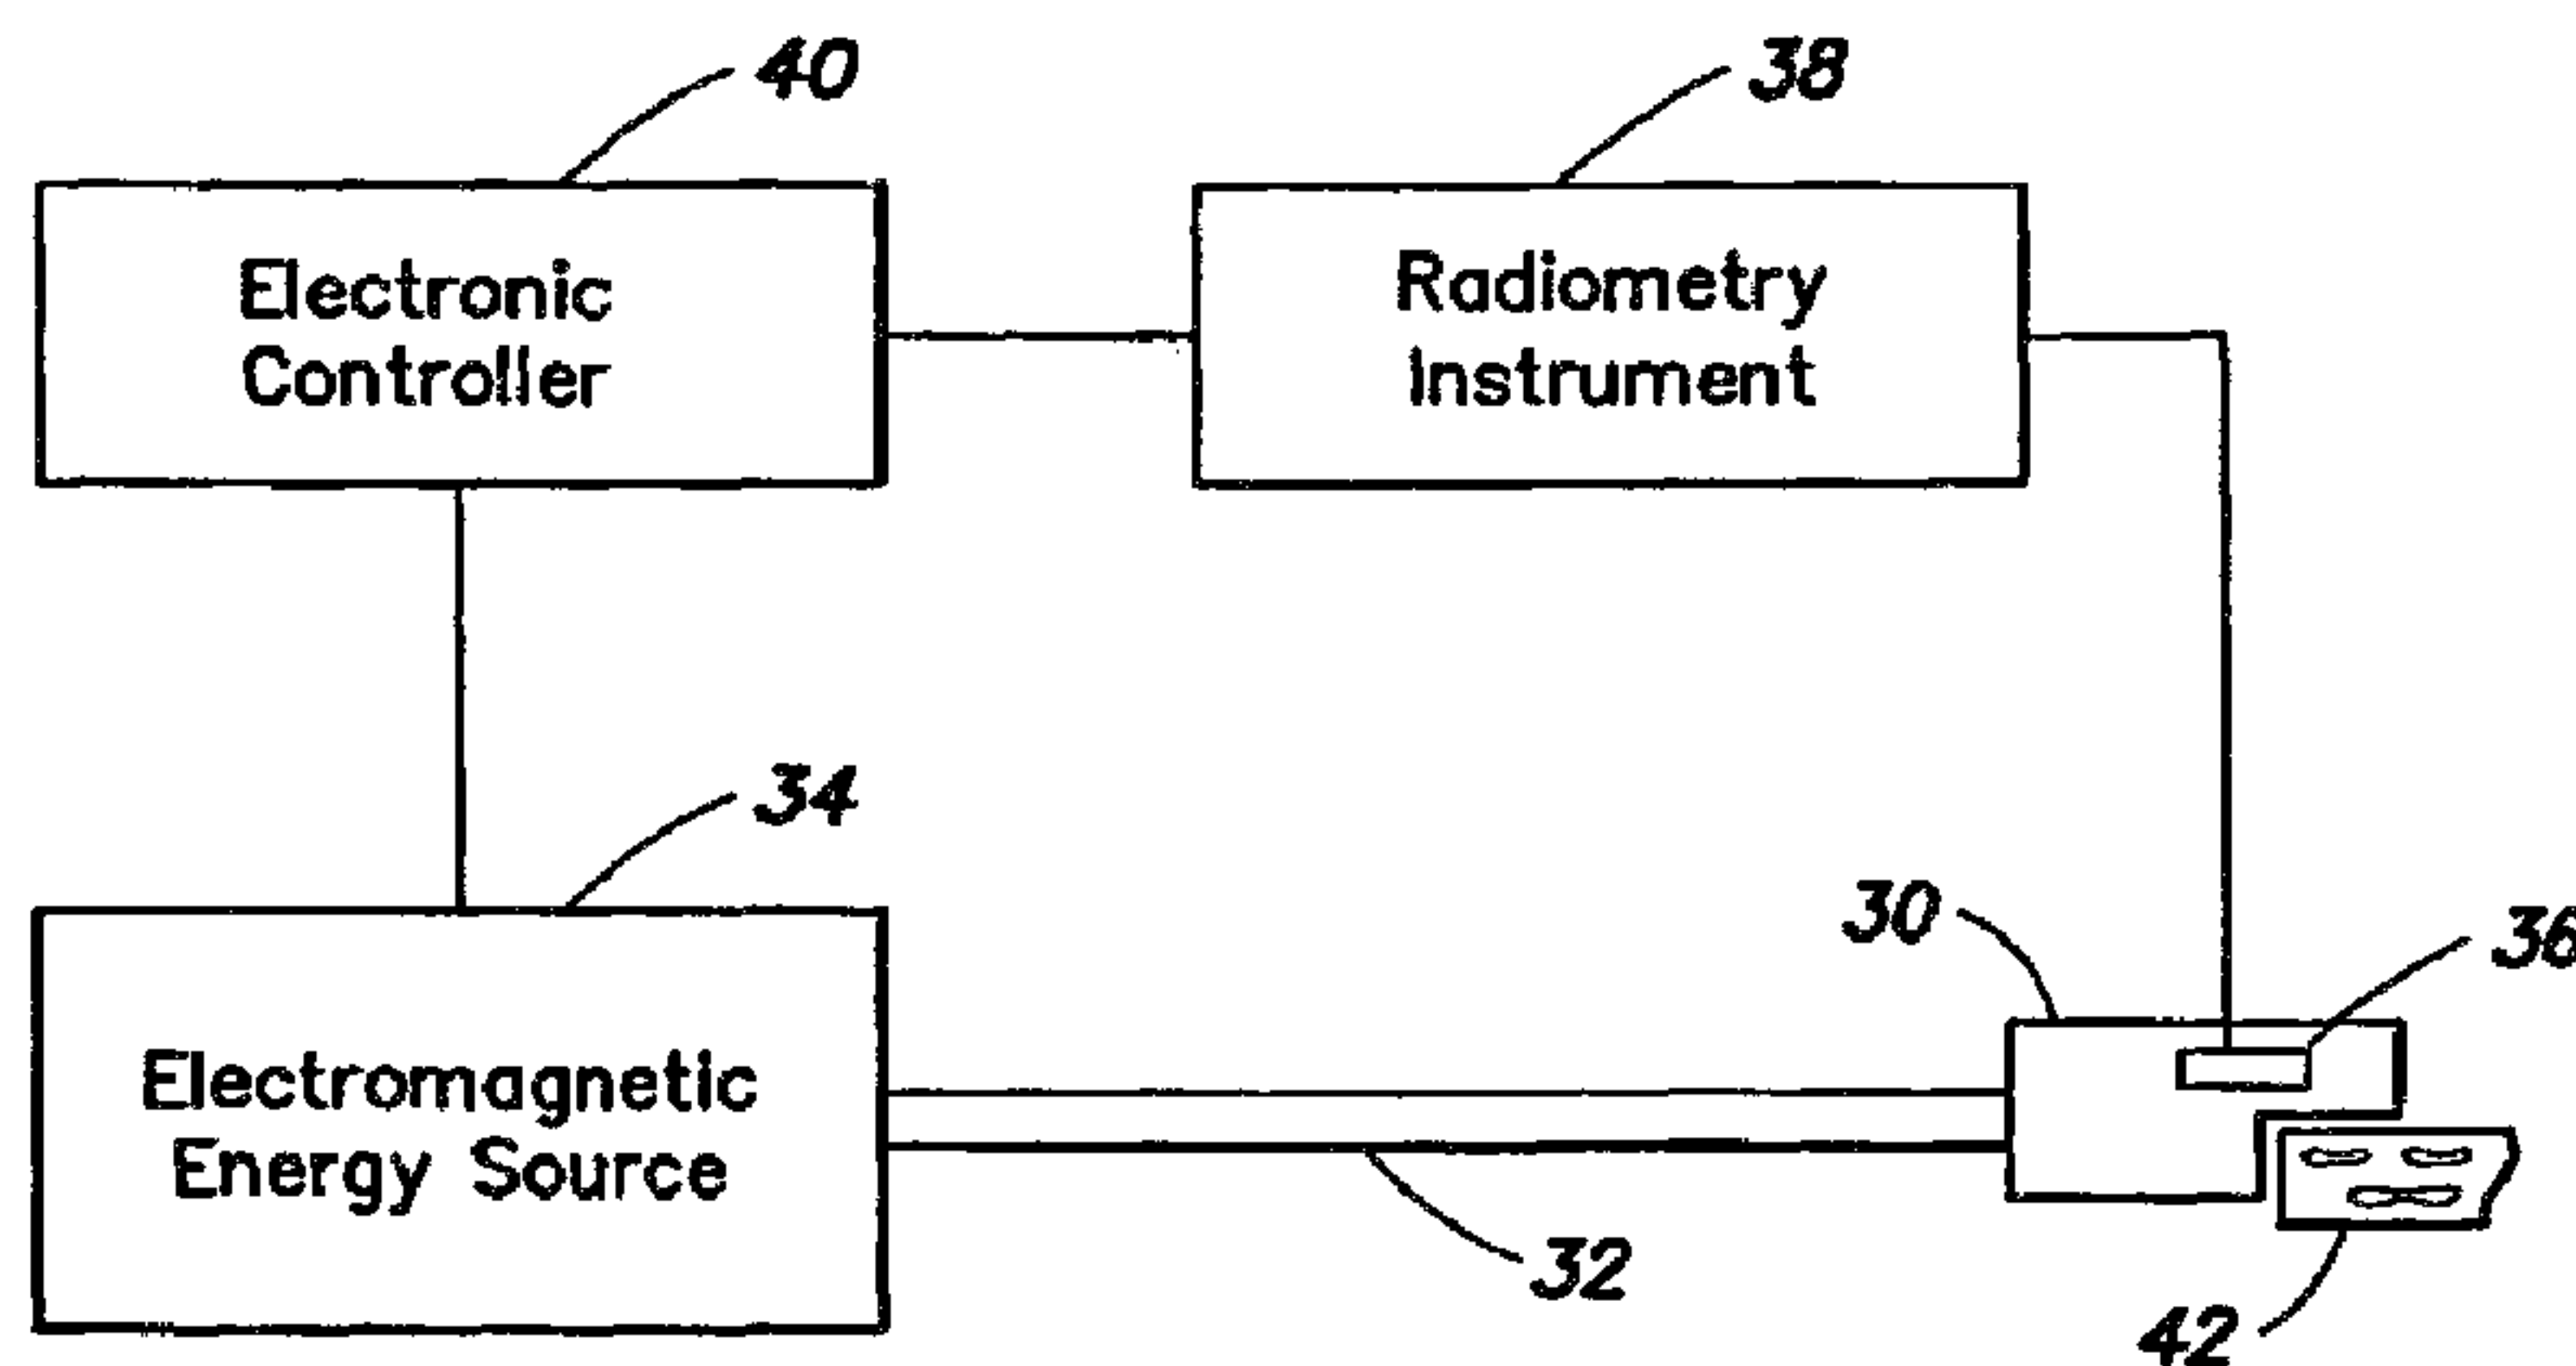 40
38
Electronic
Controller
Radiometry
Instrument
34
30
36
Electromagnetic
Energy Source
32
42